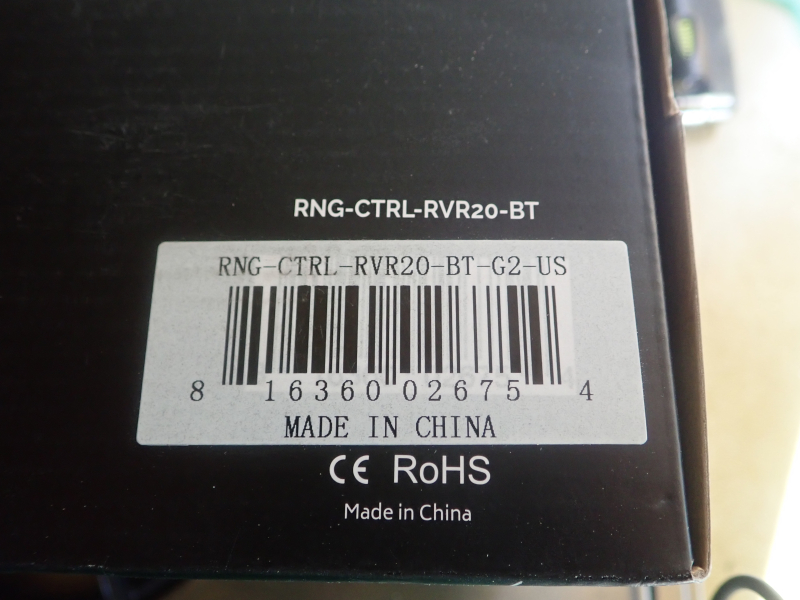 RNG-CTRL-RVR20-BT
RNG-CTRL-RVR20-BT-G2-US
8 16360 02675 4
MADE IN CHINA
CE RoHS
Made in China